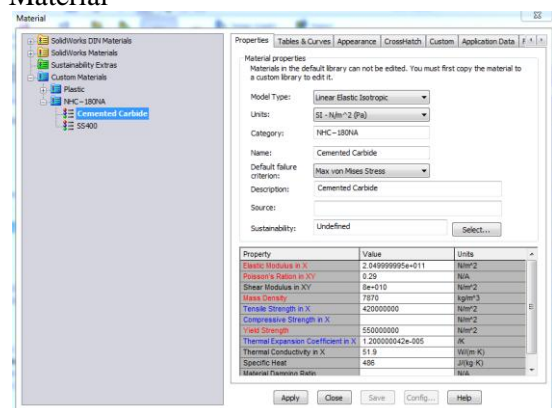 Material
Material
SolidWorks DIN Materials
SolidWorks Materials
Sustainability Extras
Custom Materials
Plastic
NHC-180NA
Cemented Carbide
SS400
Properties Tables & Curves Appearance CrossHatch Custom Application Data F
Material properties
Materials in the default library can not be edited. You must first copy the material to
a custom library to edit it.
Model Type: Linear Elastic Isotropic
Units: SI - N/m^2 (Pa)
Category: NHC-180NA
Name: Cemented Carbide
Default failure
criterion: Max von Mises Stress
Description: Cemented Carbide
Source:
Sustainability: Undefined Select...
Property Value Units
Elastic Modulus in X 2.049999995e+011 N/m^2
Poisson's Ration in XY 0.29 N/A
Shear Modulus in XY 8e+010 N/m^2
Mass Density 7870 kg/m^3
Tensile Strength in X 420000000 N/m^2
Compressive Strength in X N/m^2
Yield Strength 550000000 N/m^2
Thermal Expansion Coefficient in X 1.200000042e-005 /K
Thermal Conductivity in X 51.9 W/(m·K)
Specific Heat 486 J/(kg·K)
Material Damping Ratio N/A
Apply Close Save Config... Help